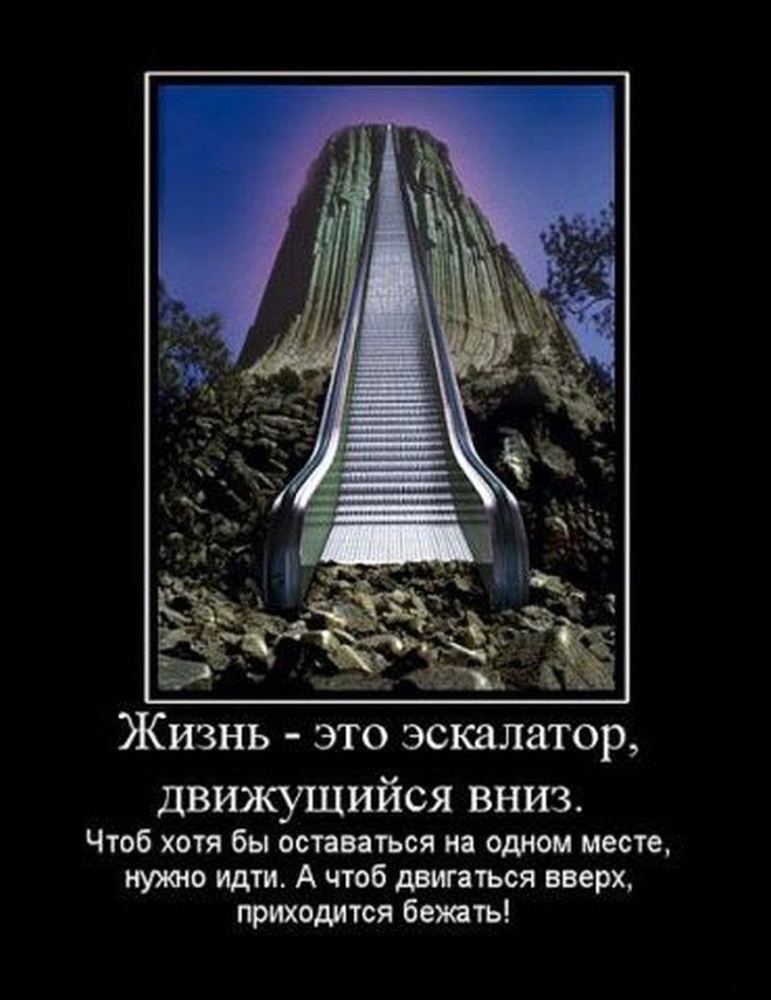 Жизнь - это эскалатор,
движущийся вниз.
Чтоб хотя бы оставаться на одном месте,
нужно идти. А чтоб двигаться вверх,
приходится бежать!